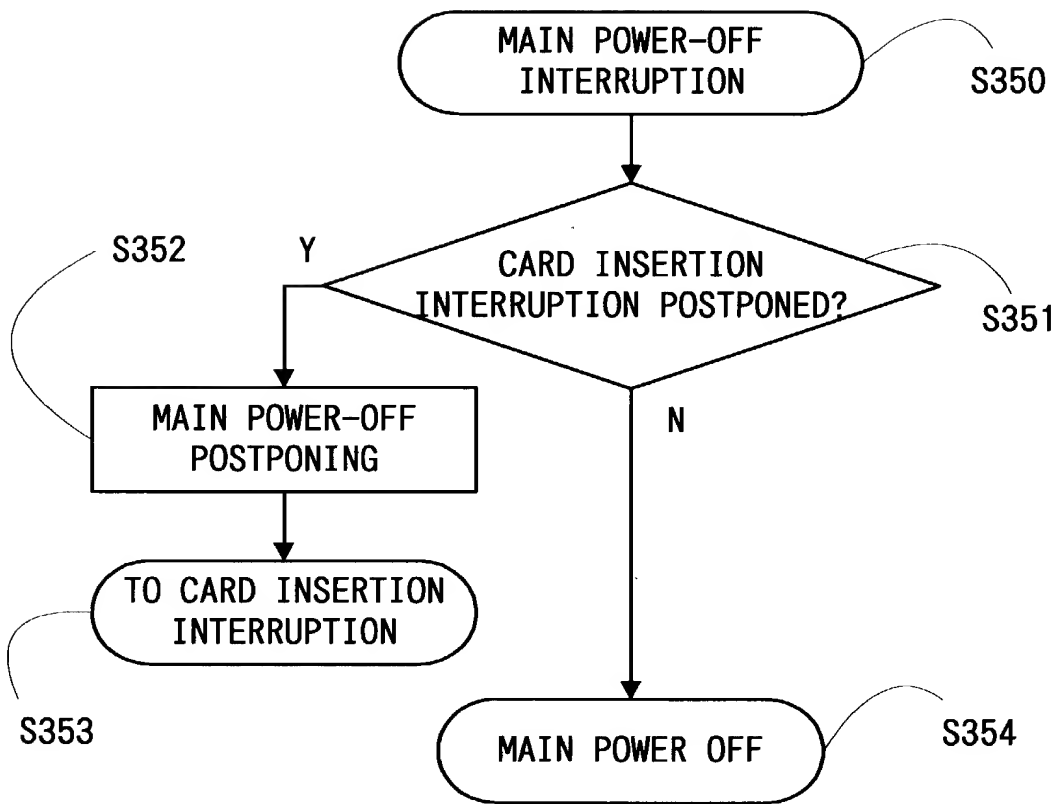 MAIN POWER-OFF
INTERRUPTION
S350
CARD INSERTION
INTERRUPTION POSTPONED?
S351
Y
S352
N
MAIN POWER-OFF
POSTPONING
TO CARD INSERTION
INTERRUPTION
S353
MAIN POWER OFF
S354